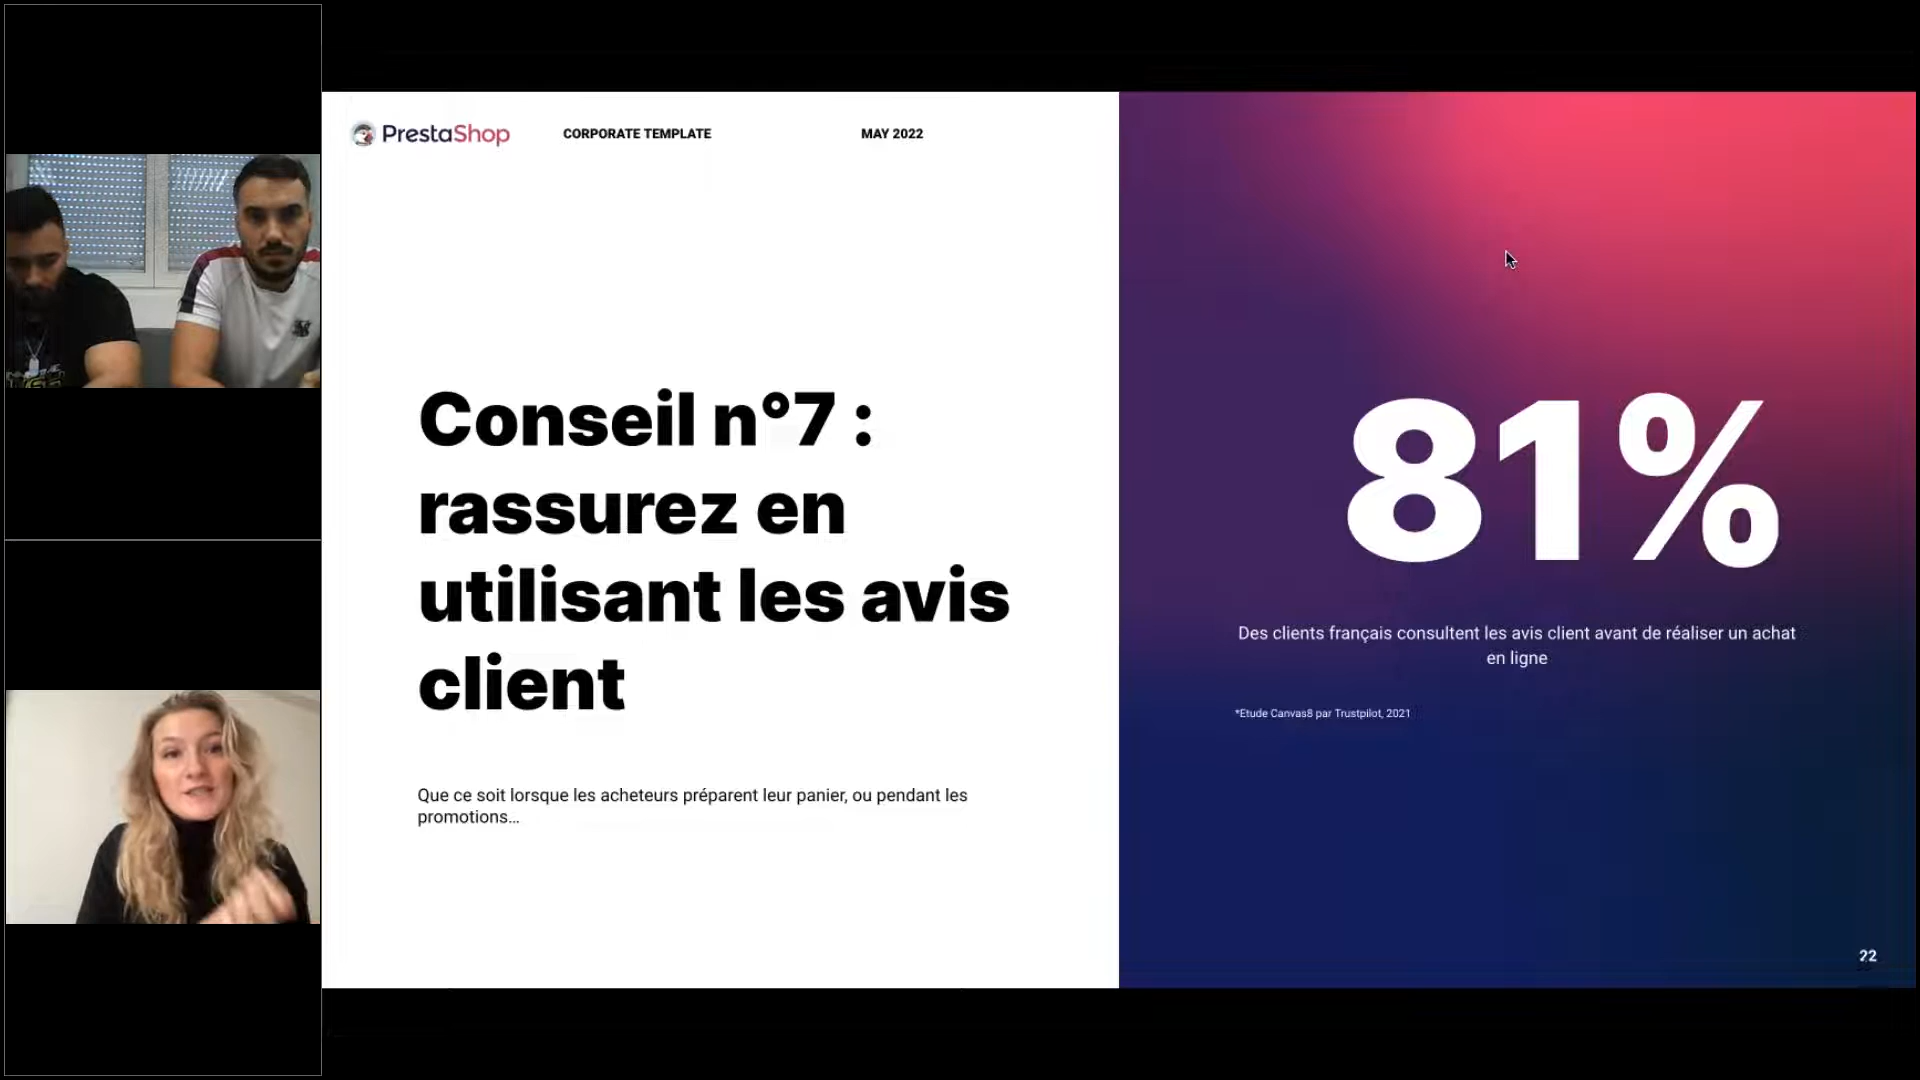 PrestaShop
CORPORATE TEMPLATE
MAY 2022
Conseil n°7 :
rassurez en
utilisant les avis
client
Que ce soit lorsque les acheteurs préparent leur panier, ou pendant les
promotions...
81%
Des clients français consultent les avis client avant de réaliser un achat
en ligne
*Etude Canvas8 par Trustpilot, 2021
22